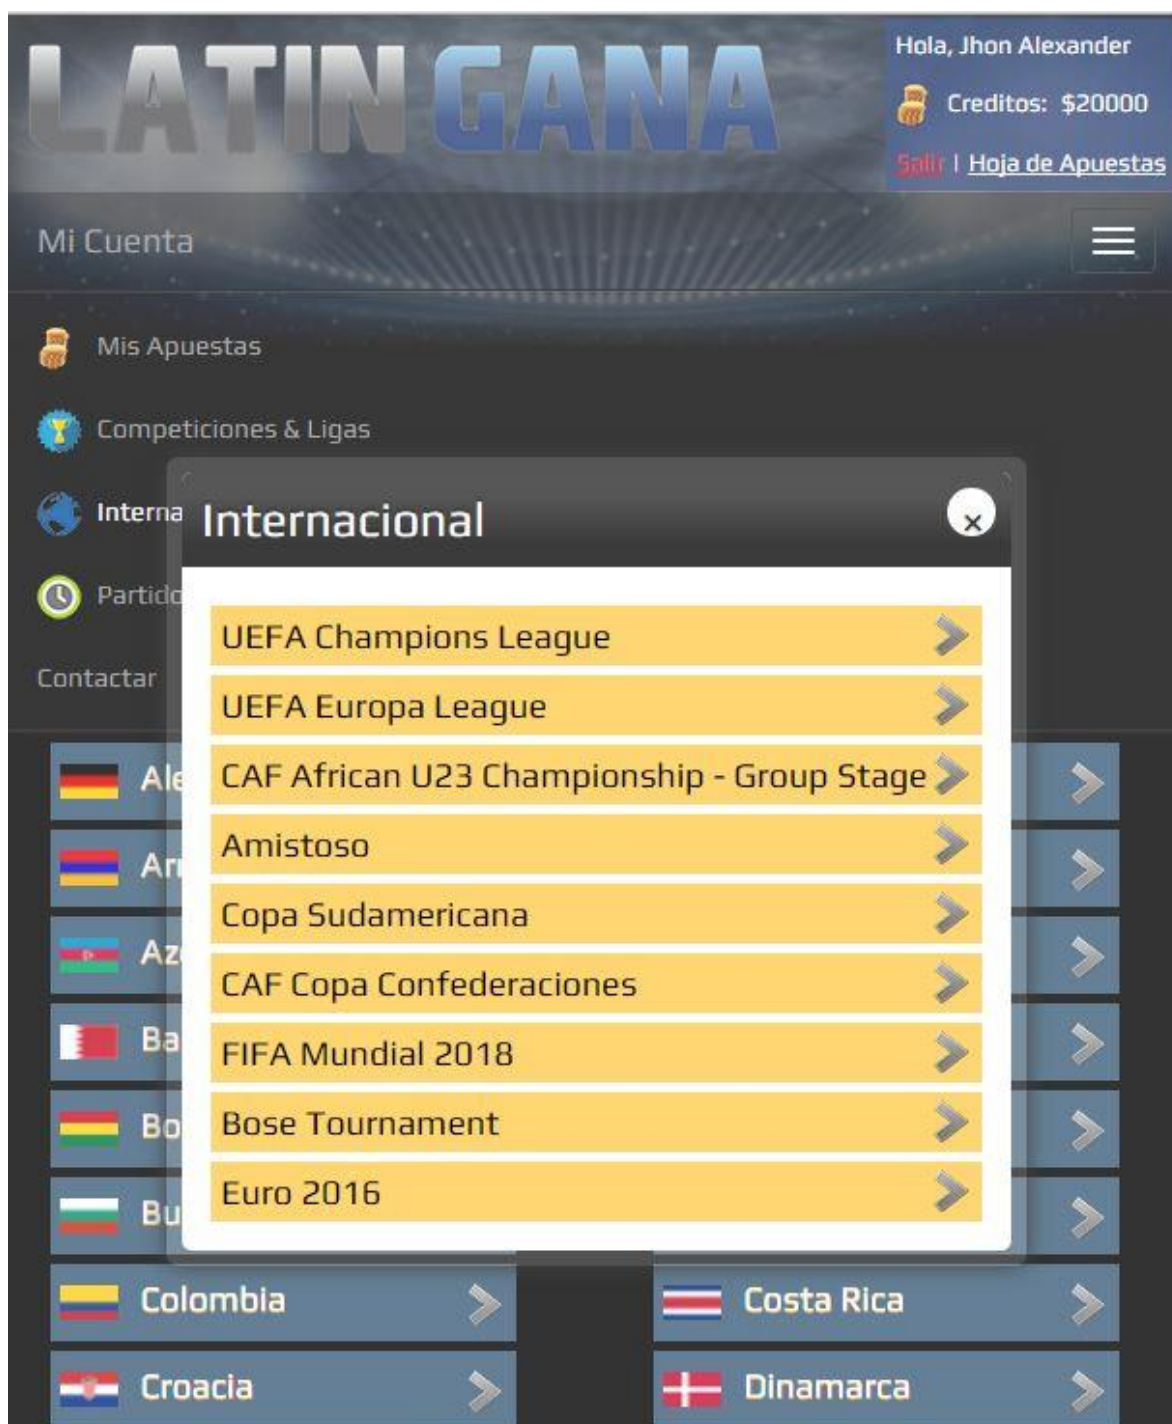 LATIN GANA
Hola, Jhon Alexander
Creditos: $20000
Salir | Hoja de Apuestas
Mi Cuenta
Mis Apuestas
Competiciones & Ligas
Interna
Partido
Contactar
Internacional
UEFA Champions League
UEFA Europa League
CAF African U23 Championship - Group Stage
Amistoso
Copa Sudamericana
CAF Copa Confederaciones
FIFA Mundial 2018
Bose Tournament
Euro 2016
Ale
Az
Ba
Bo
Bu
Colombia
Costa Rica
Croacia
Dinamarca